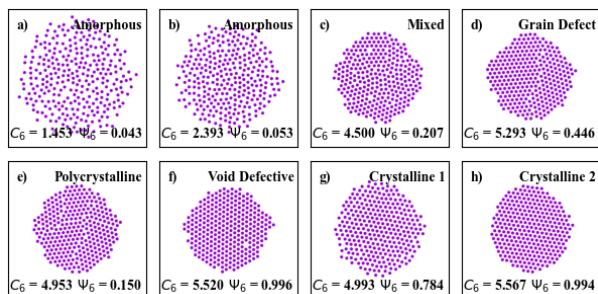 a) Amorphous
C₆ = 1.453 Ψ₆ = 0.043
b) Amorphous
C₆ = 2.393 Ψ₆ = 0.053
c) Mixed
C₆ = 4.500 Ψ₆ = 0.207
d) Grain Defect
C₆ = 5.293 Ψ₆ = 0.446
e) Polycrystalline
C₆ = 4.953 Ψ₆ = 0.150
f) Void Defective
C₆ = 5.520 Ψ₆ = 0.996
g) Crystalline 1
C₆ = 4.993 Ψ₆ = 0.784
h) Crystalline 2
C₆ = 5.567 Ψ₆ = 0.994